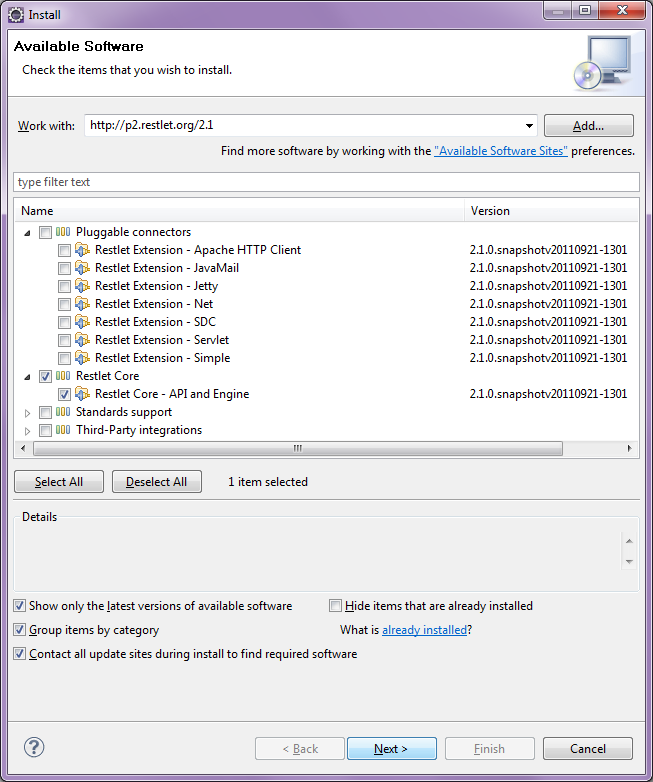 Install
Available Software
Check the items that you wish to install.
Work with: http://p2.restlet.org/2.1 Add...
Find more software by working with the "Available Software Sites" preferences.
type filter text
Name Version
Pluggable connectors
Restlet Extension - Apache HTTP Client 2.1.0.snapshotv20110921-1301
Restlet Extension - JavaMail 2.1.0.snapshotv20110921-1301
Restlet Extension - Jetty 2.1.0.snapshotv20110921-1301
Restlet Extension - Net 2.1.0.snapshotv20110921-1301
Restlet Extension - SDC 2.1.0.snapshotv20110921-1301
Restlet Extension - Servlet 2.1.0.snapshotv20110921-1301
Restlet Extension - Simple 2.1.0.snapshotv20110921-1301
Restlet Core
Restlet Core - API and Engine 2.1.0.snapshotv20110921-1301
Standards support
Third-Party integrations
Select All Deselect All 1 item selected
Details
Show only the latest versions of available software Hide items that are already installed
Group items by category What is already installed?
Contact all update sites during install to find required software
? < Back Next > Finish Cancel